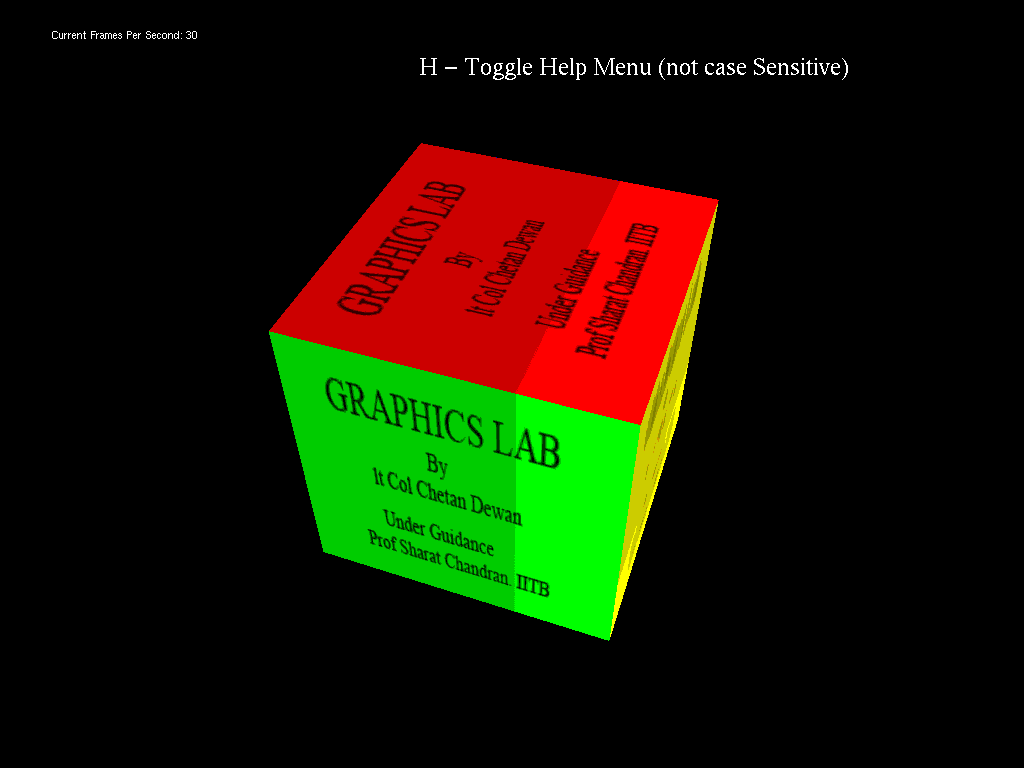 Current Frames Per Second: 30
H – Toggle Help Menu (not case Sensitive)
GRAPHICS LAB
By
lt Col Chetan Dewan
Under Guidance
Prof Sharat Chandran. IITB
GRAPHICS LAB
By
lt Col Chetan Dewan
Under Guidance
Prof Sharat Chandran. IITB